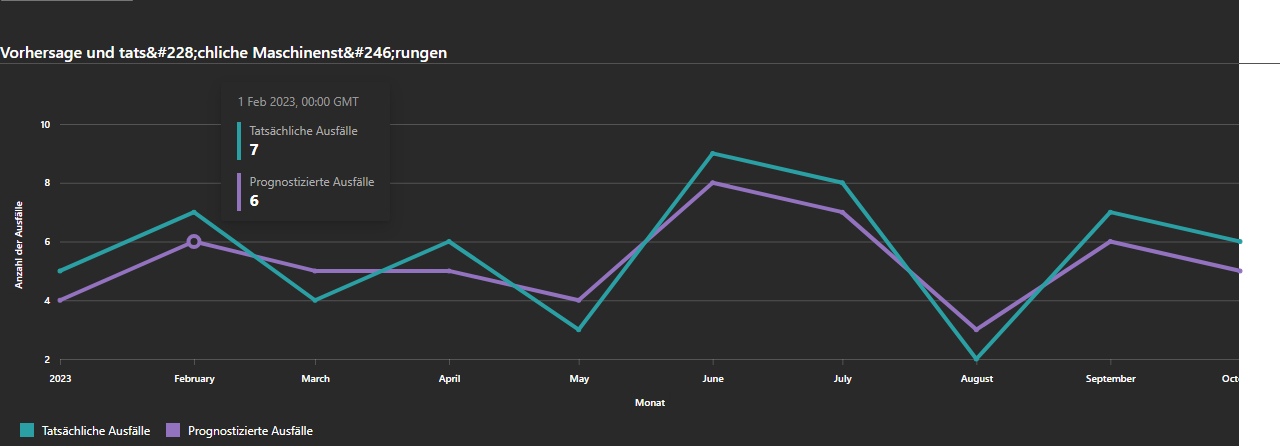 Vorhersage und tats&#228;chliche Maschinenst&#246;rungen
1 Feb 2023, 00:00 GMT
Tatsächliche Ausfälle
7
Prognostizierte Ausfälle
6
Anzahl der Ausfälle
10
8
6
4
2
2023 February March April May June July August September Octo
Monat
Tatsächliche Ausfälle Prognostizierte Ausfälle